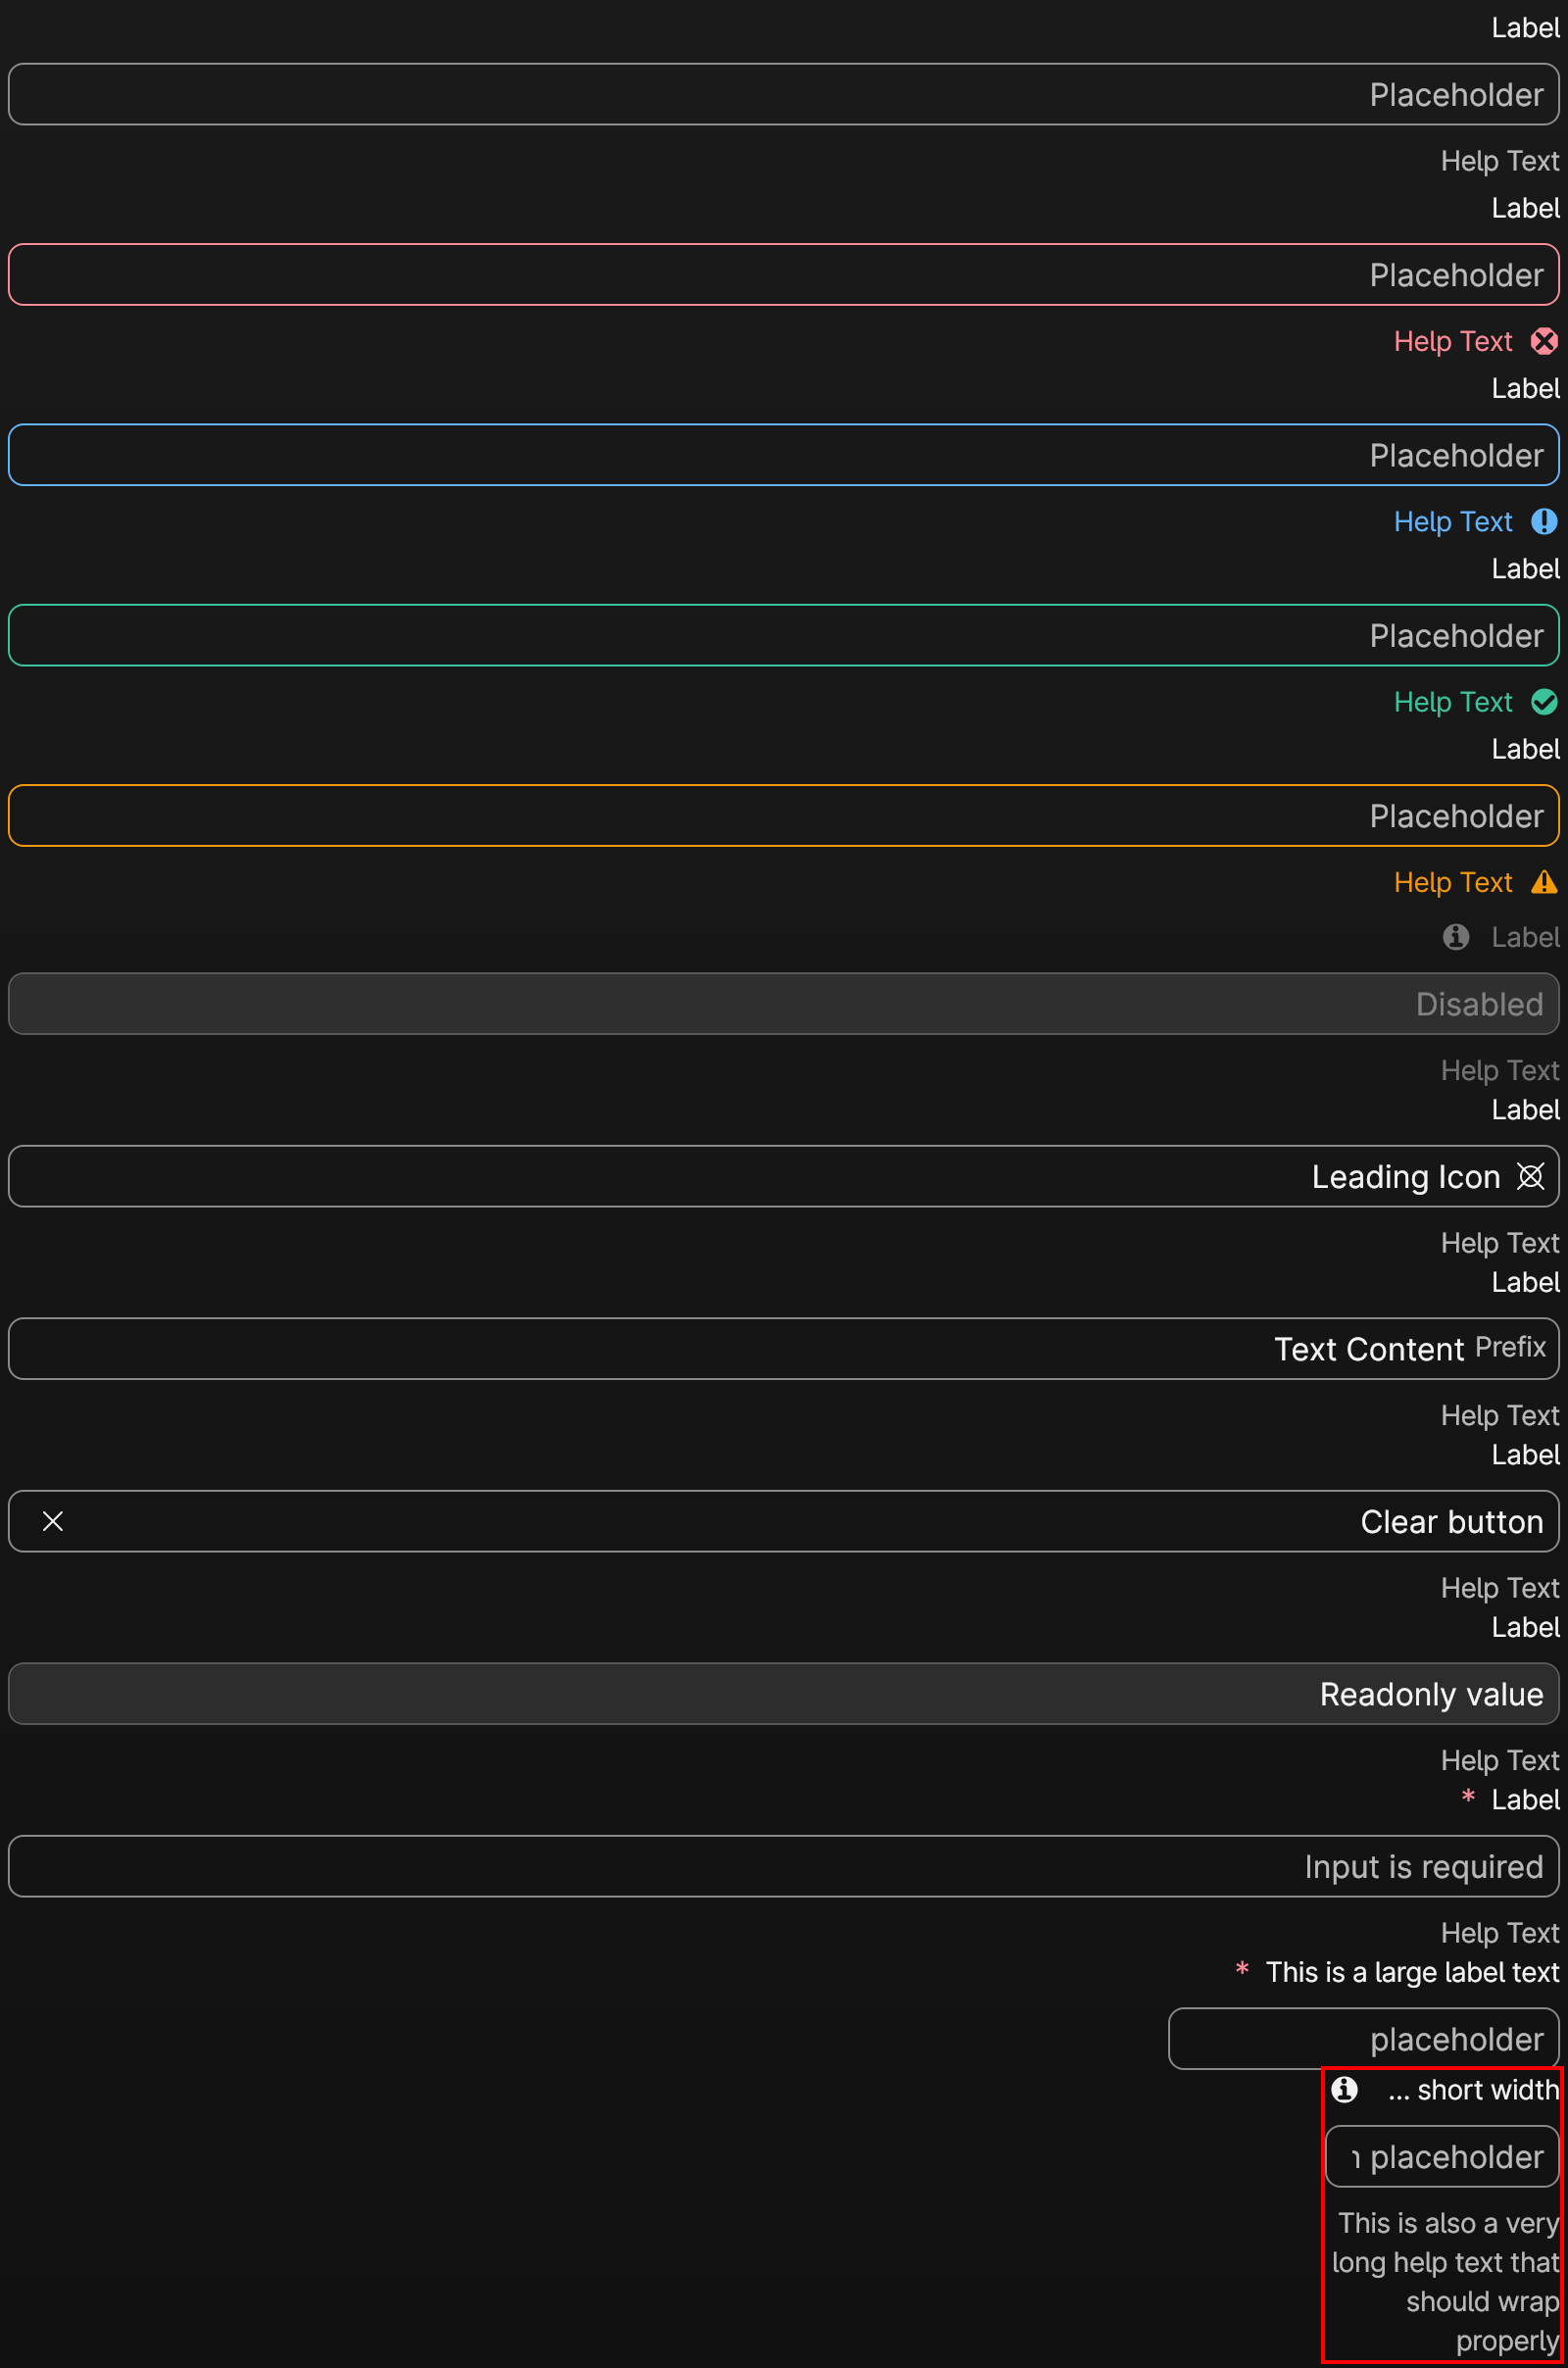 Label
Placeholder
Help Text
Label
Placeholder
Help Text
Label
Placeholder
Help Text
Label
Placeholder
Help Text
Label
Placeholder
Help Text
Label
Disabled
Help Text
Label
Leading Icon
Help Text
Label
Text Content Prefix
Help Text
Label
Clear button
Help Text
Label
Readonly value
Help Text
* Label
Input is required
Help Text
* This is a large label text
placeholder
... short width
placeholder
This is also a very
long help text that
should wrap
properly